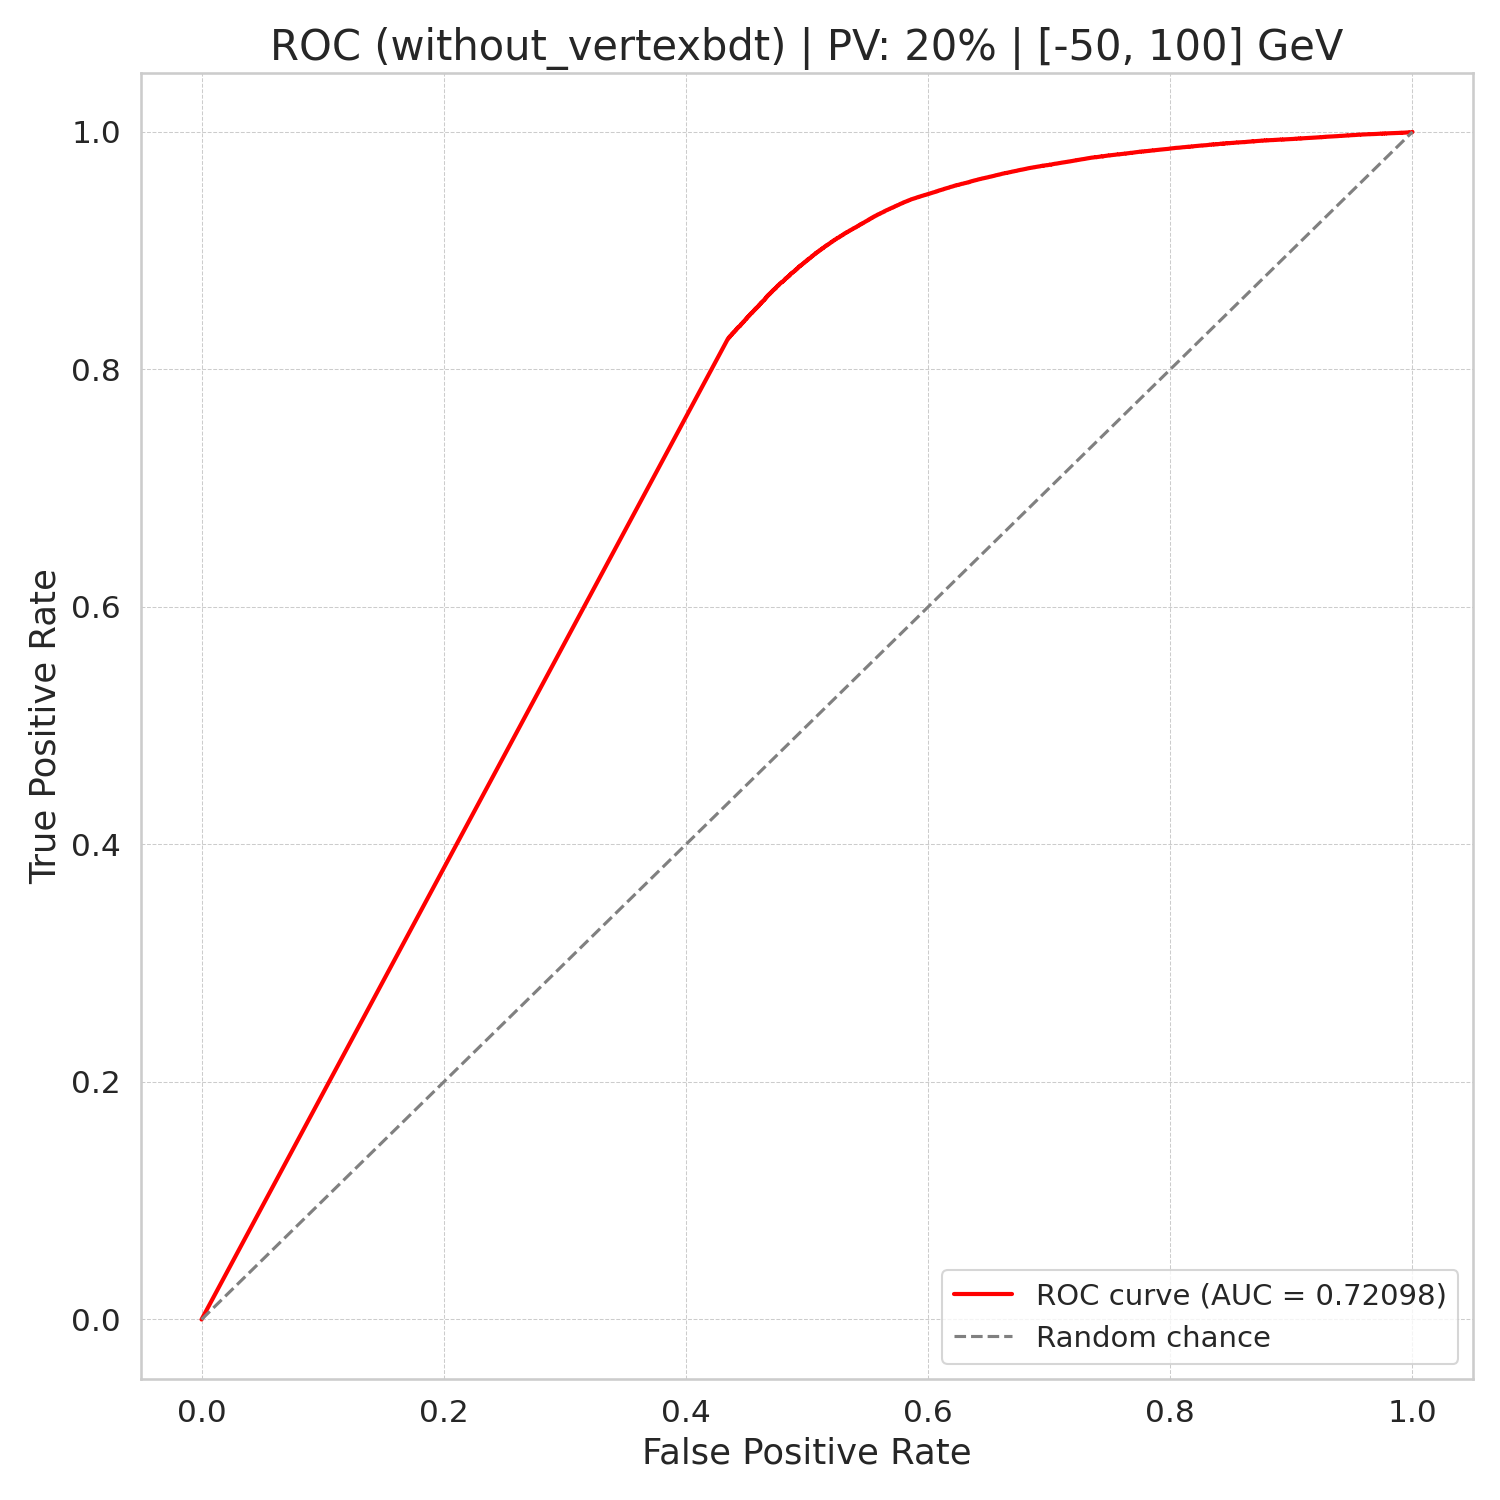 ROC (without_vertexbdt) | PV: 20% | [-50, 100] GeV
True Positive Rate
1.0
0.8
0.6
0.4
0.2
0.0
0.0 0.2 0.4 0.6 0.8 1.0
False Positive Rate
ROC curve (AUC = 0.72098)
Random chance